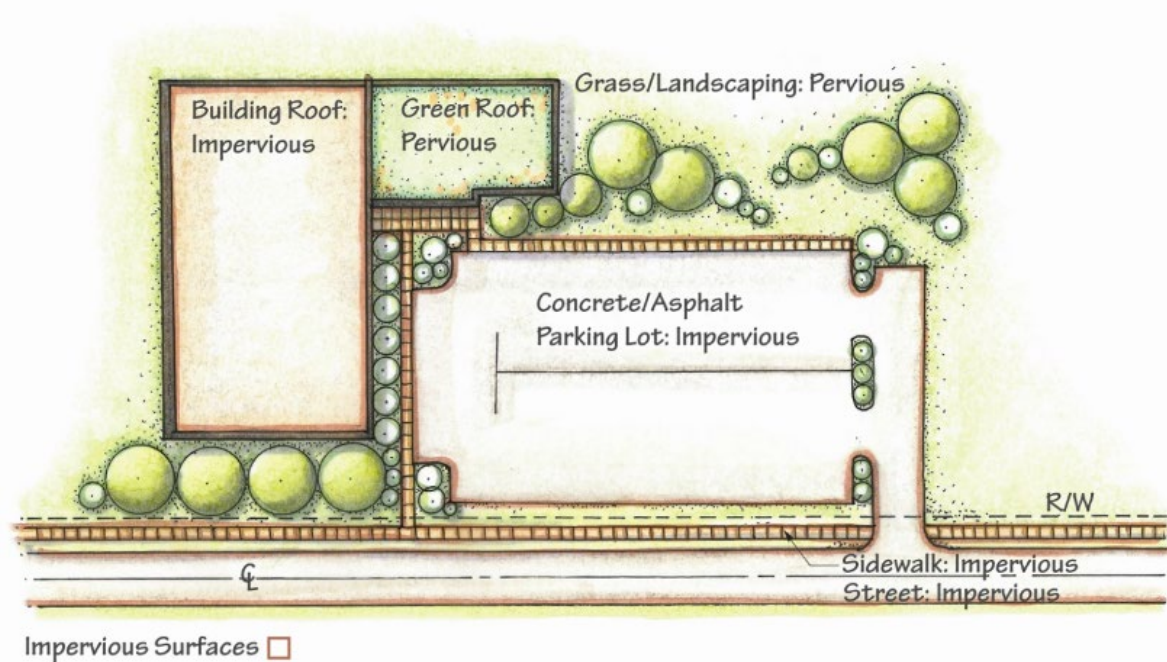 Grass/Landscaping: Pervious
Building Roof:
Impervious
Green Roof:
Pervious
Concrete/Asphalt
Parking Lot: Impervious
R/W
Sidewalk: Impervious
℄
Street: Impervious
Impervious Surfaces